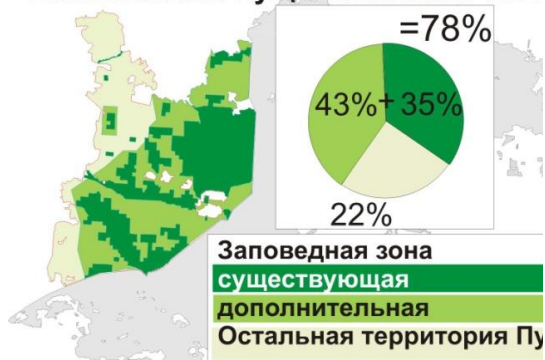 =78%
43%+35%
22%
Заповедная зона
существующая
дополнительная
Остальная территория